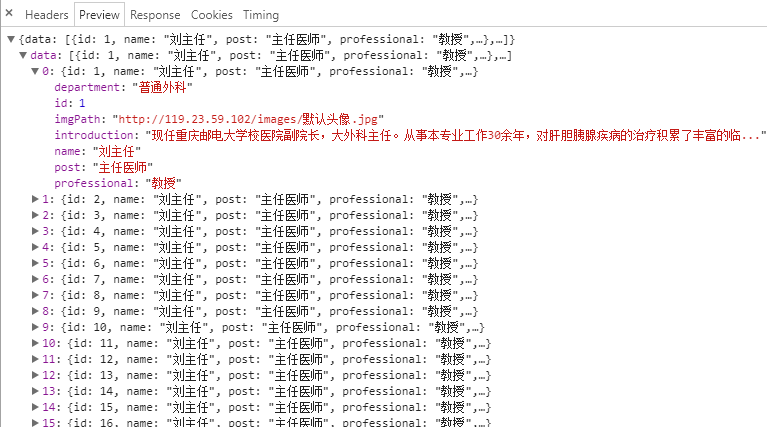 × Headers Preview Response Cookies Timing
▼{data: [{id: 1, name: "刘主任", post: "主任医师", professional: "教授",…},…]}
▼data: [{id: 1, name: "刘主任", post: "主任医师", professional: "教授",…},…]
▼0: {id: 1, name: "刘主任", post: "主任医师", professional: "教授",…}
department: "普通外科"
id: 1
imgPath: "http://119.23.59.102/images/默认头像.jpg"
introduction: "现任重庆邮电大学校医院副院长，大外科主任。从事本专业工作30余年，对肝胆胰腺疾病的治疗积累了丰富的临..."
name: "刘主任"
post: "主任医师"
professional: "教授"
▶1: {id: 2, name: "刘主任", post: "主任医师", professional: "教授",…}
▶2: {id: 3, name: "刘主任", post: "主任医师", professional: "教授",…}
▶3: {id: 4, name: "刘主任", post: "主任医师", professional: "教授",…}
▶4: {id: 5, name: "刘主任", post: "主任医师", professional: "教授",…}
▶5: {id: 6, name: "刘主任", post: "主任医师", professional: "教授",…}
▶6: {id: 7, name: "刘主任", post: "主任医师", professional: "教授",…}
▶7: {id: 8, name: "刘主任", post: "主任医师", professional: "教授",…}
▶8: {id: 9, name: "刘主任", post: "主任医师", professional: "教授",…}
▶9: {id: 10, name: "刘主任", post: "主任医师", professional: "教授",…}
▶10: {id: 11, name: "刘主任", post: "主任医师", professional: "教授",…}
▶11: {id: 12, name: "刘主任", post: "主任医师", professional: "教授",…}
▶12: {id: 13, name: "刘主任", post: "主任医师", professional: "教授",…}
▶13: {id: 14, name: "刘主任", post: "主任医师", professional: "教授",…}
▶14: {id: 15, name: "刘主任", post: "主任医师", professional: "教授",…}
▶15: {id: 16, name: "刘主任", post: "主任医师", professional: "教授",…}